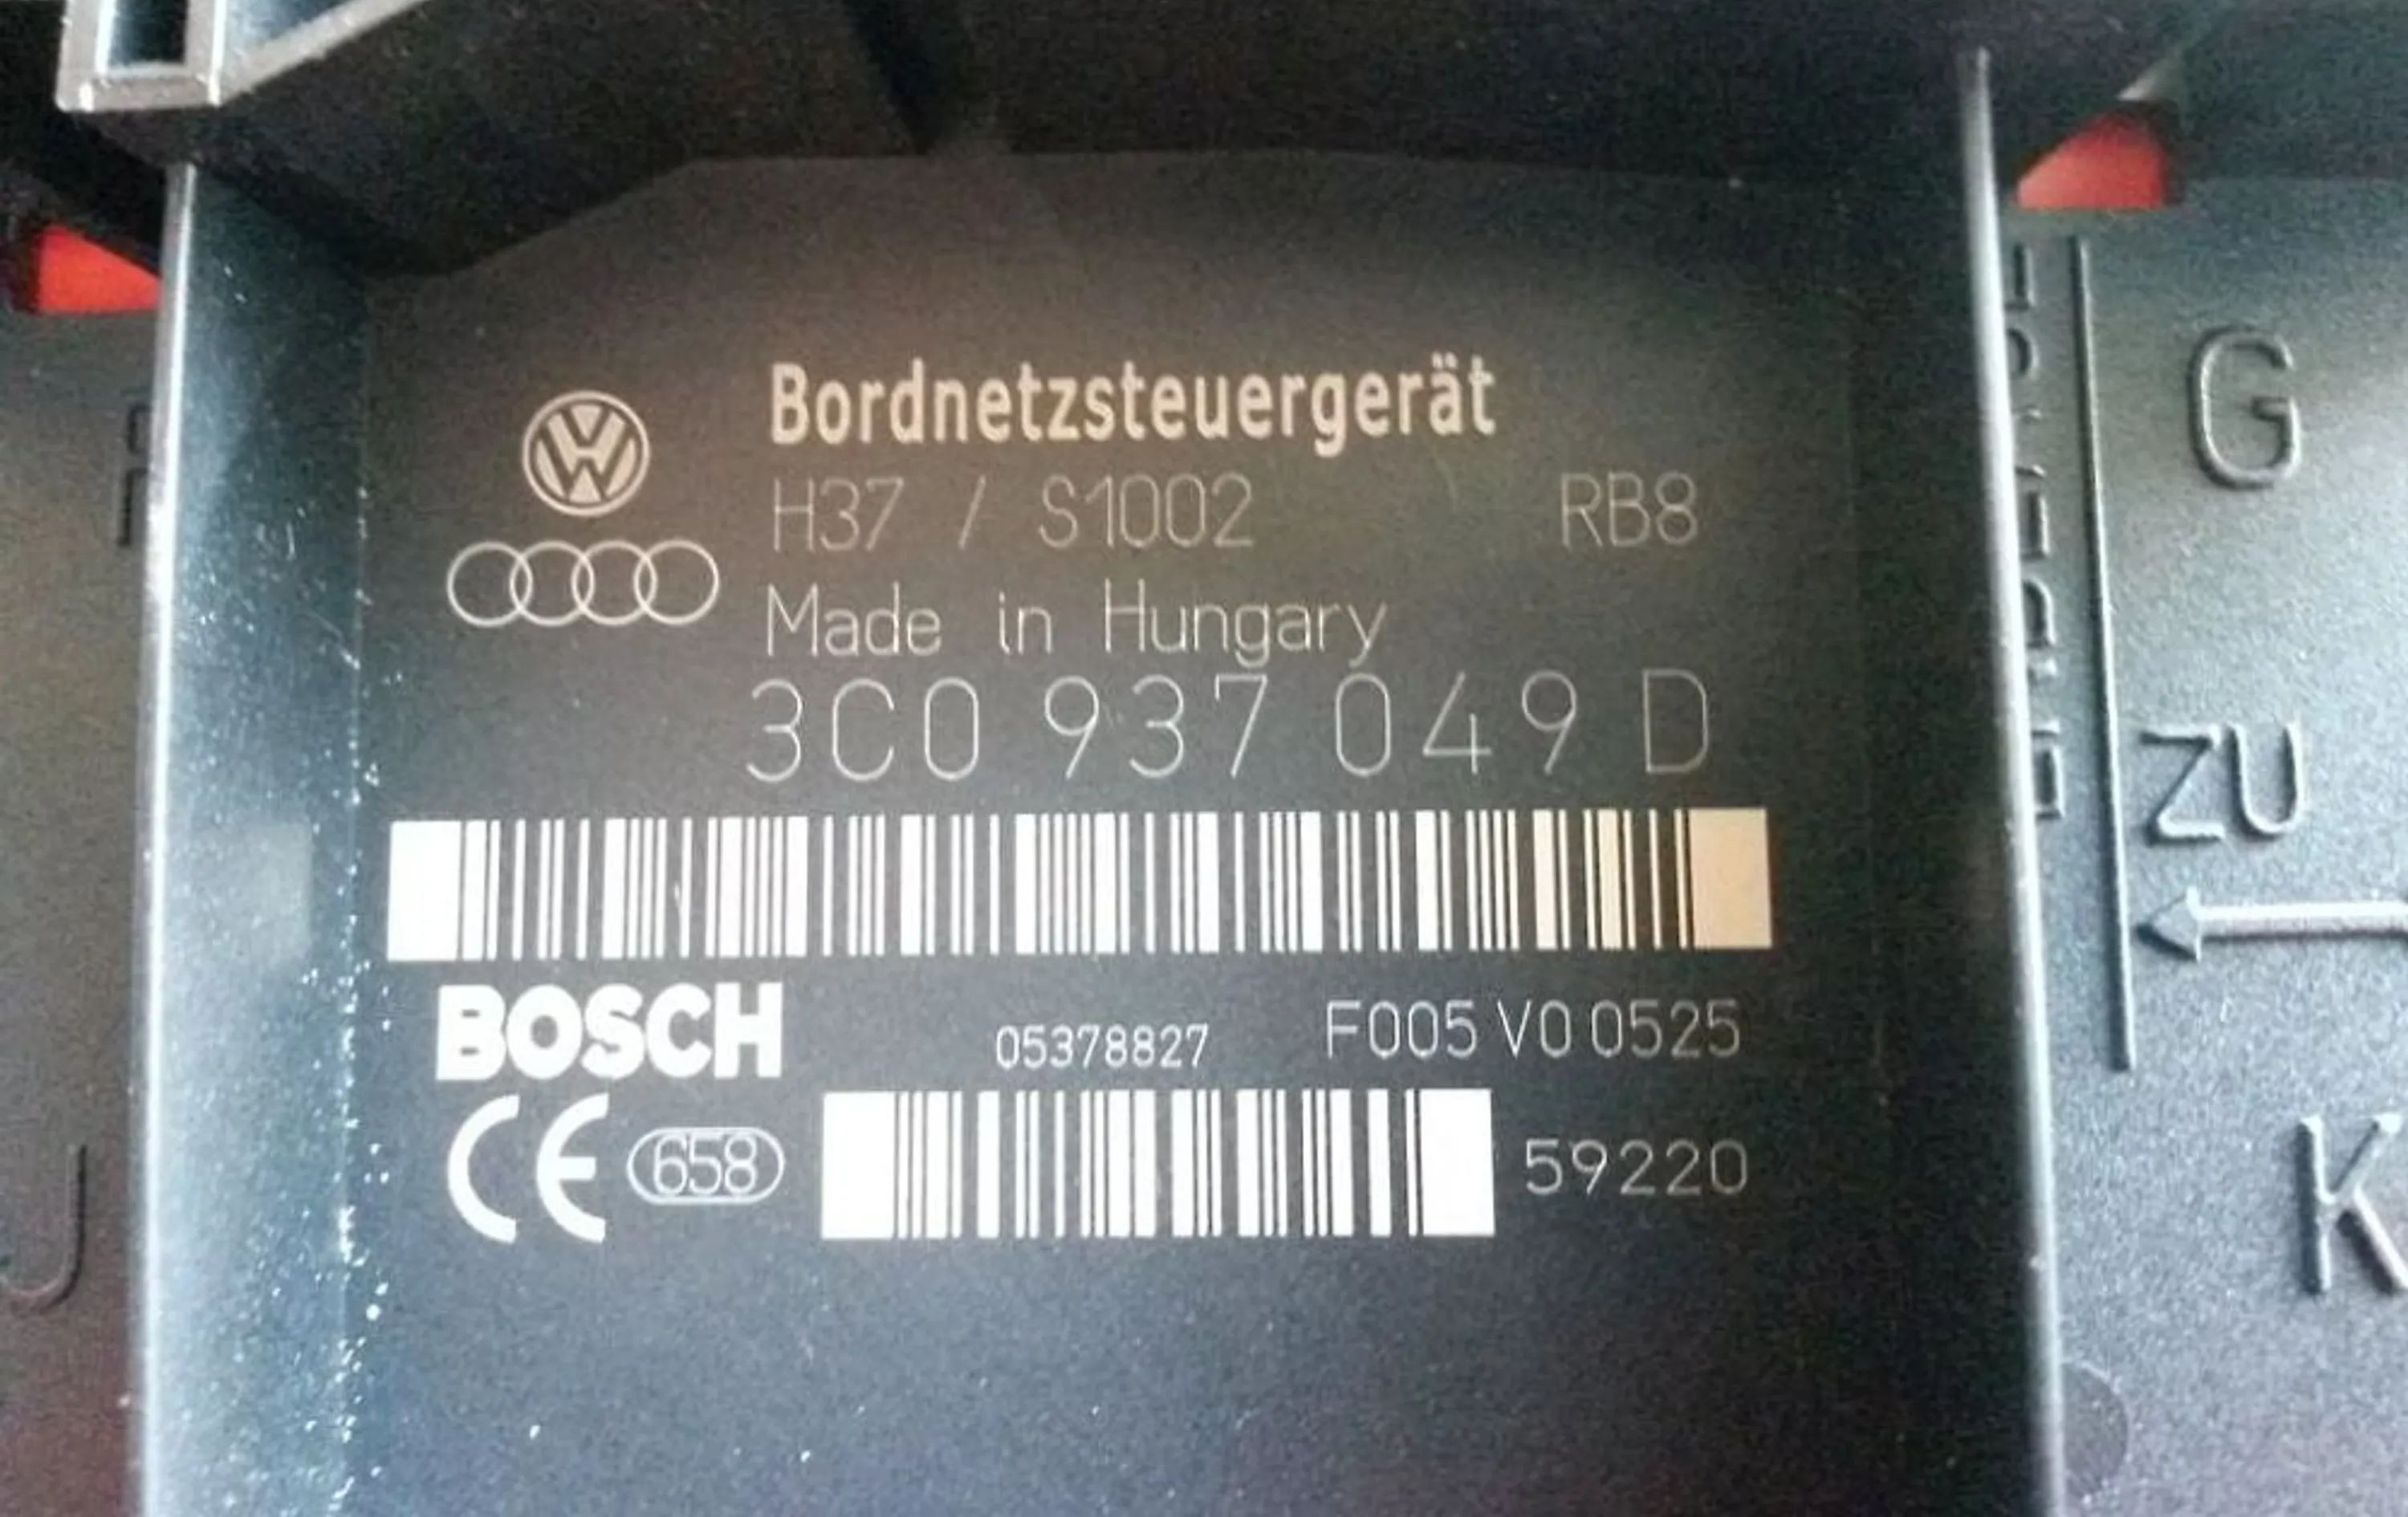 Bordnetzsteuergerät
H37 / S1002 RB8
Made in Hungary
3C0 937 049 D
BOSCH 05378827 F005 V0 0525
CE 658 59220
G
ZU
K
J